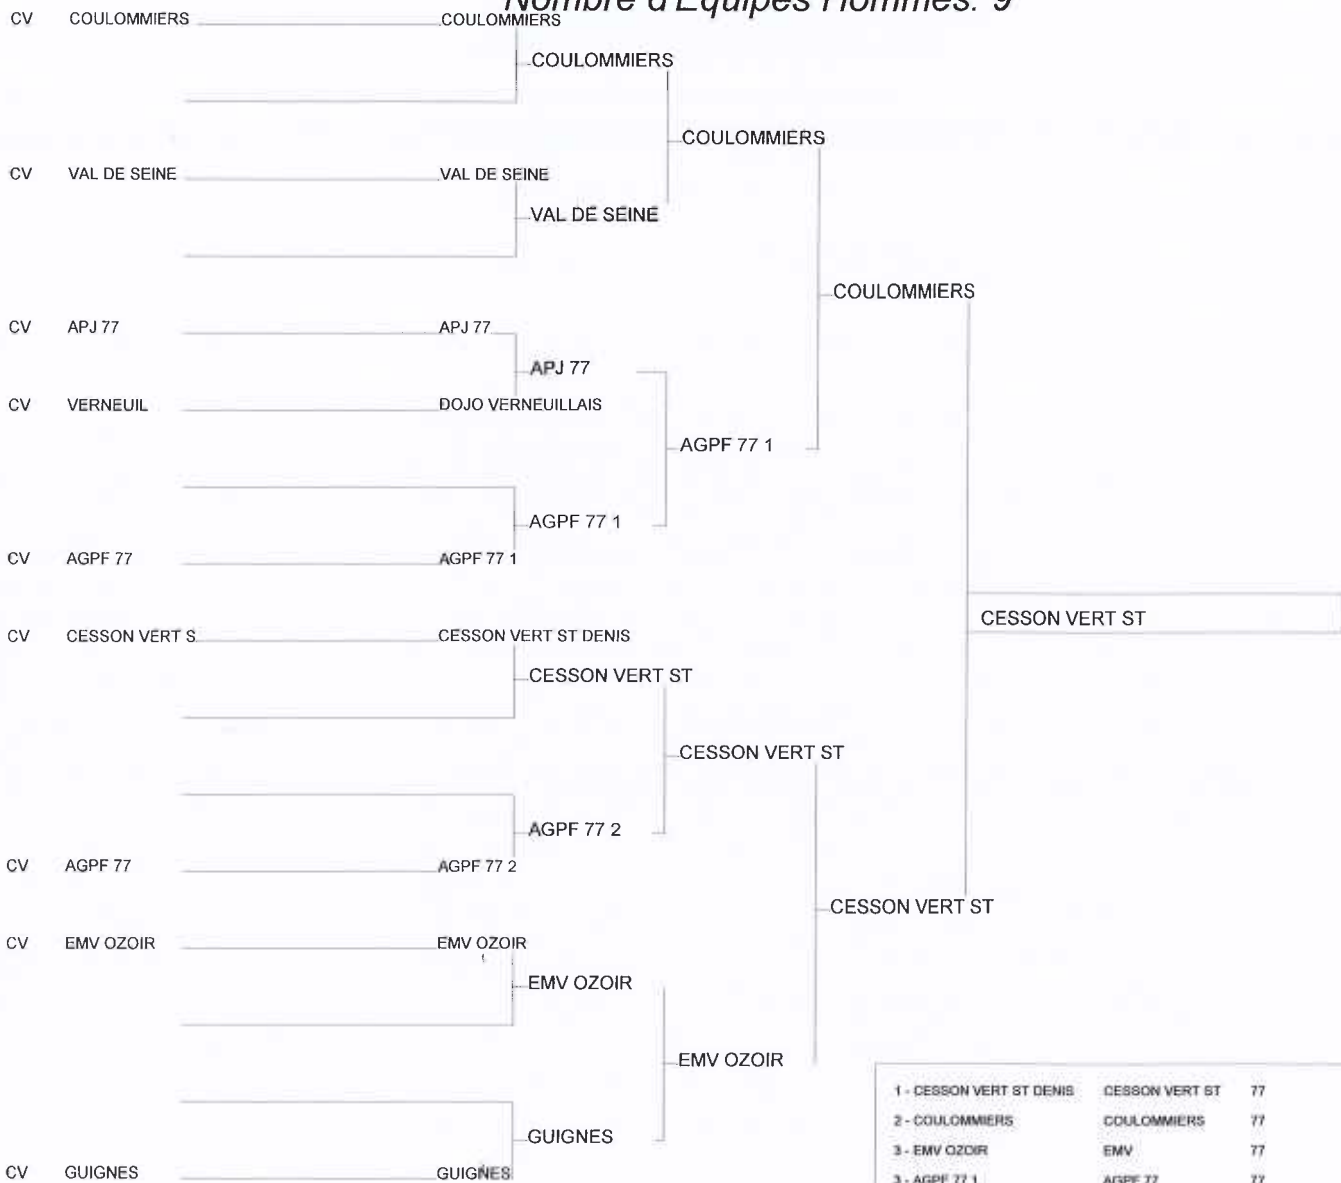 Nombre d'Equipes Hommes: 9
CV COULOMMIERS COULOMMIERS
COULOMMIERS
COULOMMIERS
CV VAL DE SEINE VAL DE SEINE
VAL DE SEINE
COULOMMIERS
CV APJ 77 APJ 77
APJ 77
CV VERNEUIL DOJO VERNEUILLAIS
AGPF 77 1
AGPF 77 1
CV AGPF 77 AGPF 77 1
CESSON VERT ST
CV CESSON VERT S CESSON VERT ST DENIS
CESSON VERT ST
CESSON VERT ST
AGPF 77 2
CV AGPF 77 AGPF 77 2
CESSON VERT ST
CV EMV OZOIR EMV OZOIR
EMV OZOIR
EMV OZOIR
1 - CESSON VERT ST DENIS CESSON VERT ST 77
2 - COULOMMIERS COULOMMIERS 77
GUIGNES
3 - EMV OZOIR EMV 77
CV GUIGNES GUIGNES
3 - AGPF 77 1 AGPF 77 77